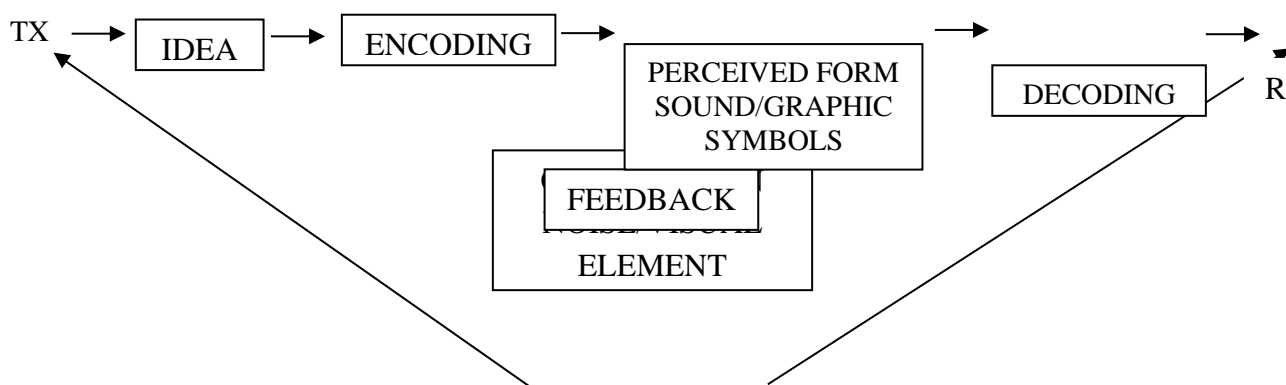 TX
IDEA
ENCODING
PERCEIVED FORM
SOUND/GRAPHIC
SYMBOLS
DECODING
R
FEEDBACK
ELEMENT